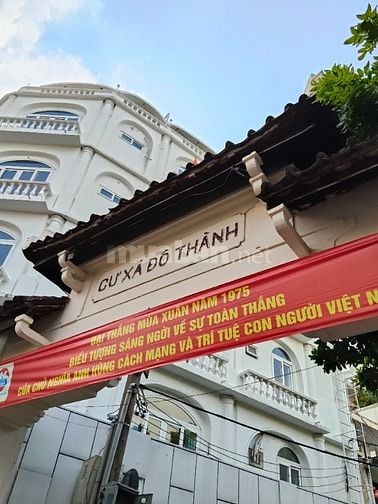 CƯ XÁ ĐÔ THÀNH
ĐẠI THẮNG MÙA XUÂN NĂM 1975
BIỂU TƯỢNG SÁNG NGỜI VỀ SỰ TOÀN THẮNG
CỦA CHỦ NGHĨA ANH HÙNG CÁCH MẠNG VÀ TRÍ TUỆ CON NGƯỜI VIỆT N